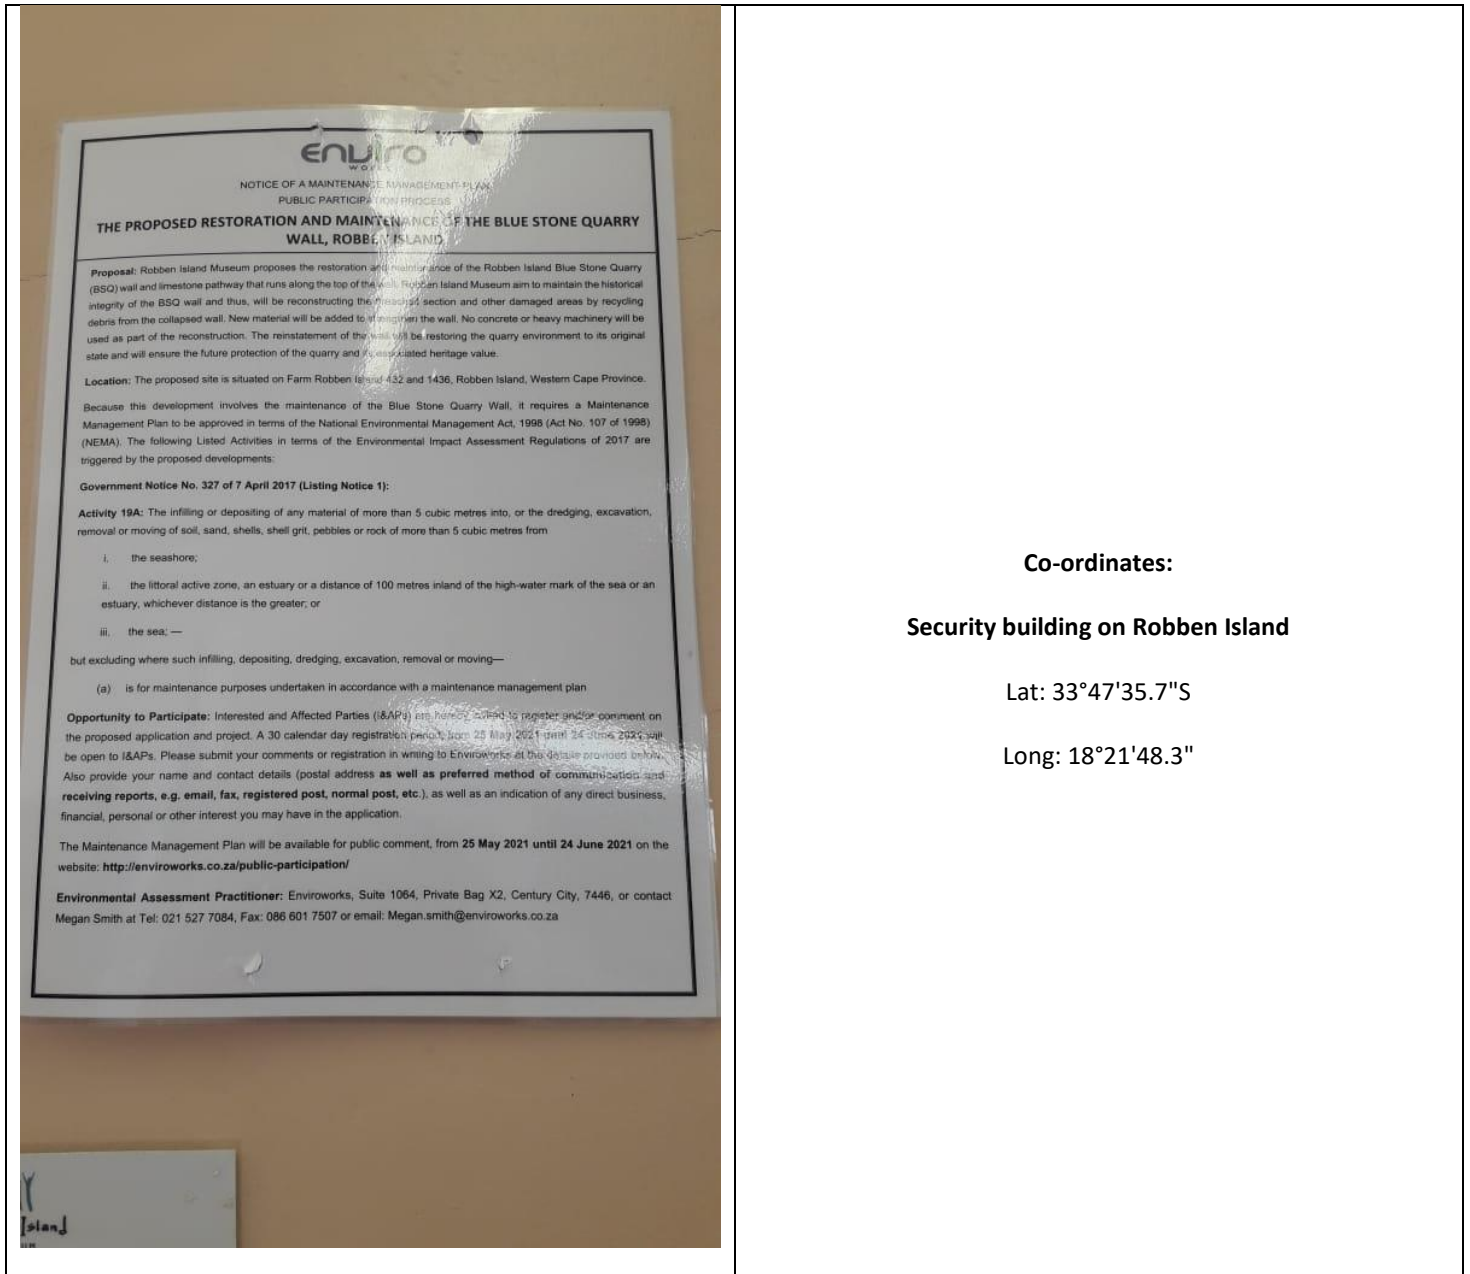 enviro
NOTICE OF A MAINTENANCE MANAGEMENT PLAN
PUBLIC PARTICIPATION PROCESS
THE PROPOSED RESTORATION AND MAINTENANCE OF THE BLUE STONE QUARRY
WALL, ROBBEN ISLAND
Proposal: Robben Island Museum proposes the restoration and maintenance of the Robben Island Blue Stone Quarry
(BSQ) wall and limestone pathway that runs along the top of the wall. Robben Island Museum aim to maintain the historical
integrity of the BSQ wall and thus, will be reconstructing the breached section and other damaged areas by recycling
debris from the collapsed wall. New material will be added to strengthen the wall. No concrete or heavy machinery will be
used as part of the reconstruction. The reinstatement of the wall will be restoring the quarry environment to its original
state and will ensure the future protection of the quarry and its associated heritage value.
Location: The proposed site is situated on Farm Robben Island 432 and 1436, Robben Island, Western Cape Province.
Because this development involves the maintenance of the Blue Stone Quarry Wall, it requires a Maintenance
Management Plan to be approved in terms of the National Environmental Management Act, 1998 (Act No. 107 of 1998)
(NEMA). The following Listed Activities in terms of the Environmental Impact Assessment Regulations of 2017 are
triggered by the proposed developments:
Government Notice No. 327 of 7 April 2017 (Listing Notice 1):
Activity 19A: The infilling or depositing of any material of more than 5 cubic metres into, or the dredging, excavation,
removal or moving of soil, sand, shells, shell grit, pebbles or rock of more than 5 cubic metres from
i. the seashore;
ii. the littoral active zone, an estuary or a distance of 100 metres inland of the high-water mark of the sea or an
estuary, whichever distance is the greater; or
iii. the sea; —
but excluding where such infilling, depositing, dredging, excavation, removal or moving—
(a) is for maintenance purposes undertaken in accordance with a maintenance management plan
Opportunity to Participate: Interested and Affected Parties (I&APs) are hereby invited to register and/or comment on
the proposed application and project. A 30 calendar day registration period, from 25 May 2021 until 24 June 2021 will
be open to I&APs. Please submit your comments or registration in writing to Enviroworks at the details provided below.
Also provide your name and contact details (postal address as well as preferred method of communication and
receiving reports, e.g. email, fax, registered post, normal post, etc.), as well as an indication of any direct business,
financial, personal or other interest you may have in the application.
The Maintenance Management Plan will be available for public comment, from 25 May 2021 until 24 June 2021 on the
website: http://enviroworks.co.za/public-participation/
Environmental Assessment Practitioner: Enviroworks, Suite 1064, Private Bag X2, Century City, 7446, or contact
Megan Smith at Tel: 021 527 7084, Fax: 086 601 7507 or email: Megan.smith@enviroworks.co.za
Island
Co-ordinates:
Security building on Robben Island
Lat: 33°47'35.7"S
Long: 18°21'48.3"